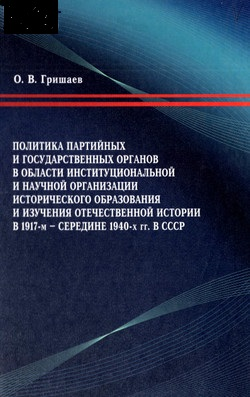 О. В. Гришаев
ПОЛИТИКА ПАРТИЙНЫХ
И ГОСУДАРСТВЕННЫХ ОРГАНОВ
В ОБЛАСТИ ИНСТИТУЦИОНАЛЬНОЙ
И НАУЧНОЙ ОРГАНИЗАЦИИ
ИСТОРИЧЕСКОГО ОБРАЗОВАНИЯ
И ИЗУЧЕНИЯ ОТЕЧЕСТВЕННОЙ ИСТОРИИ
В 1917-м – СЕРЕДИНЕ 1940-х гг. В СССР